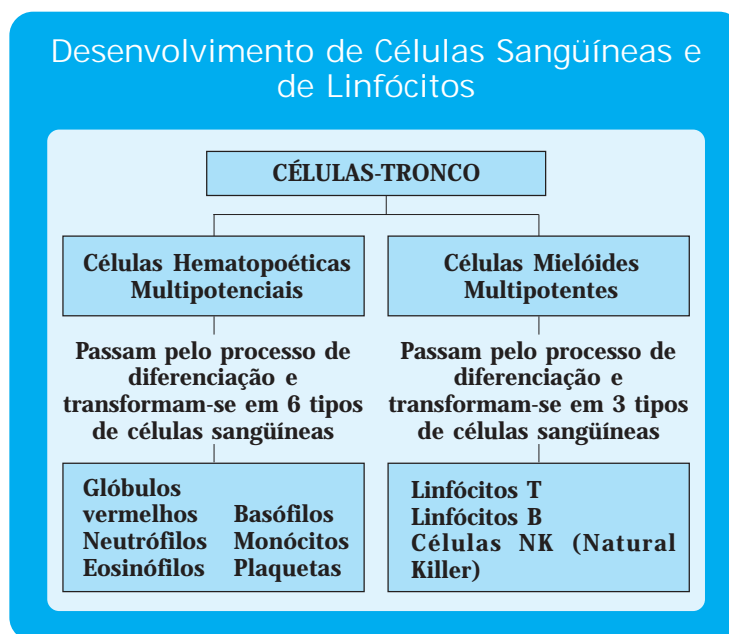 Desenvolvimento de Células Sangüíneas e
de Linfócitos
CÉLULAS-TRONCO
Células Hematopoéticas
Multipotenciais
Passam pelo processo de
diferenciação e
transformam-se em 6 tipos
de células sangüíneas
Glóbulos
vermelhos
Neutrófilos
Eosinófilos
Basófilos
Monócitos
Plaquetas
Células Mielóides
Multipotentes
Passam pelo processo de
diferenciação e
transformam-se em 3 tipos
de células sangüíneas
Linfócitos T
Linfócitos B
Células NK (Natural
Killer)